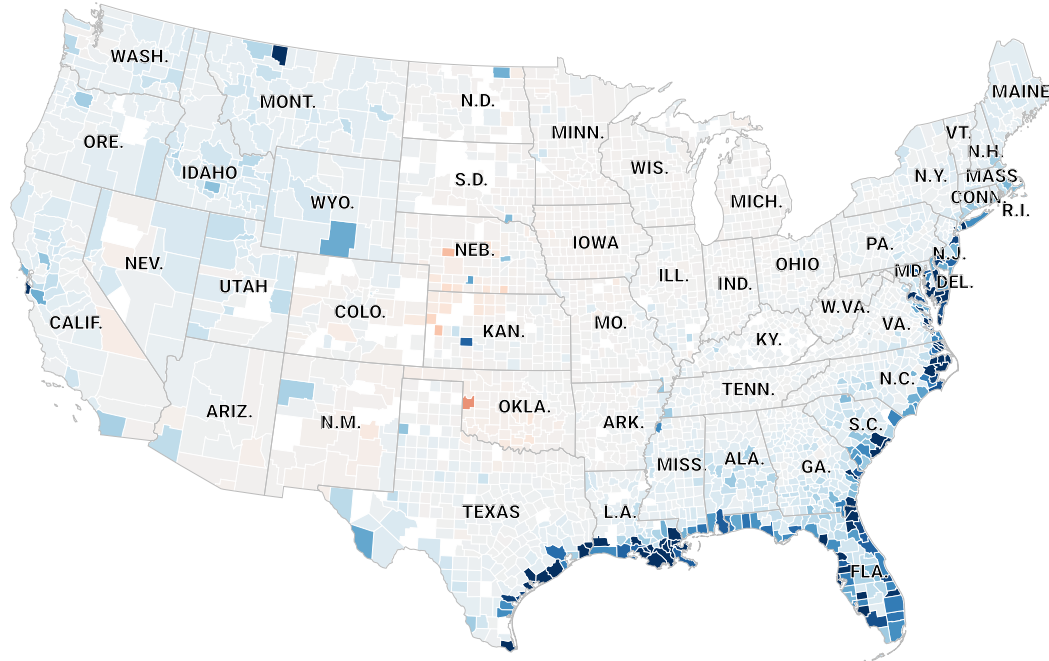 WASH.
MONT.
N.D.
MINN.
MAINE
ORE.
IDAHO
S.D.
WIS.
VT.
N.H.
N.Y.
MASS.
WYO.
MICH.
CONN.
R.I.
NEB.
IOWA
PA.
N.J.
NEV.
UTAH
ILL.
IND.
OHIO
MD.
DEL.
COLO.
W.VA.
CALIF.
KAN.
MO.
KY.
VA.
ARIZ.
N.M.
OKLA.
TENN.
N.C.
ARK.
S.C.
MISS.
ALA.
GA.
TEXAS
L.A.
FLA.